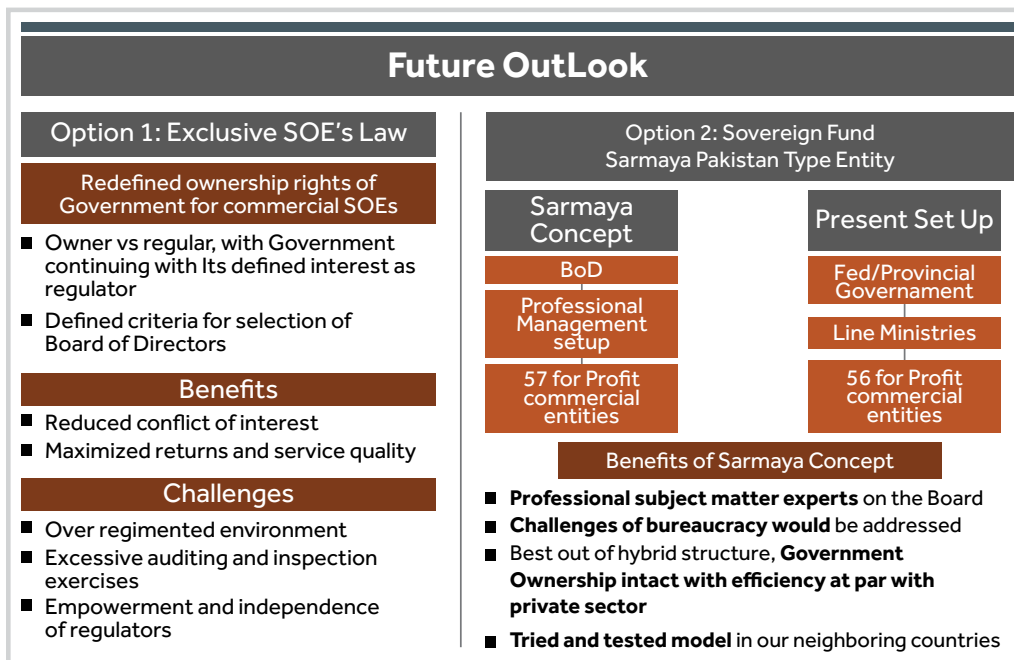 Future OutLook
Option 1: Exclusive SOE's Law
Redefined ownership rights of
Government for commercial SOEs
■ Owner vs regular, with Government
continuing with Its defined interest as
regulator
■ Defined criteria for selection of
Board of Directors
Benefits
■ Reduced conflict of interest
■ Maximized returns and service quality
Challenges
■ Over regimented environment
■ Excessive auditing and inspection
exercises
■ Empowerment and independence
of regulators
Option 2: Sovereign Fund
Sarmaya Pakistan Type Entity
Sarmaya
Concept
BoD
Professional
Management
setup
57 for Profit
commercial
entities
Present Set Up
Fed/Provincial
Governament
Line Ministries
56 for Profit
commercial
entities
Benefits of Sarmaya Concept
■ Professional subject matter experts on the Board
■ Challenges of bureaucracy would be addressed
■ Best out of hybrid structure, Government
Ownership intact with efficiency at par with
private sector
■ Tried and tested model in our neighboring countries